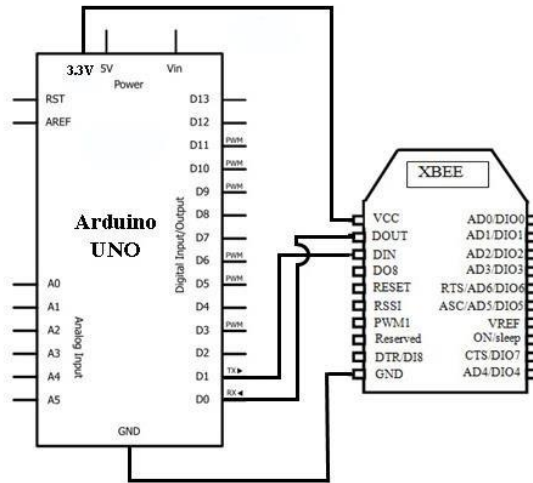 3.3V 5V Vin
Power
RST
AREF
D13
D12
PWM D11
PWM D10
PWM D9
D8
D7
PWM D6
PWM D5
D4
PWM D3
D2
TX▶ D1
RX◀ D0
Digital Input/Output
Arduino
UNO
A0
A1
A2
A3
A4
A5
Analog Input
GND
XBEE
VCC AD0/DIO0
DOUT AD1/DIO1
DIN AD2/DIO2
DO8 AD3/DIO3
RESET RTS/AD6/DIO6
RSSI ASC/AD5/DIO5
PWM1 VREF
Reserved ON/sleep
DTR/DI8 CTS/DIO7
GND AD4/DIO4